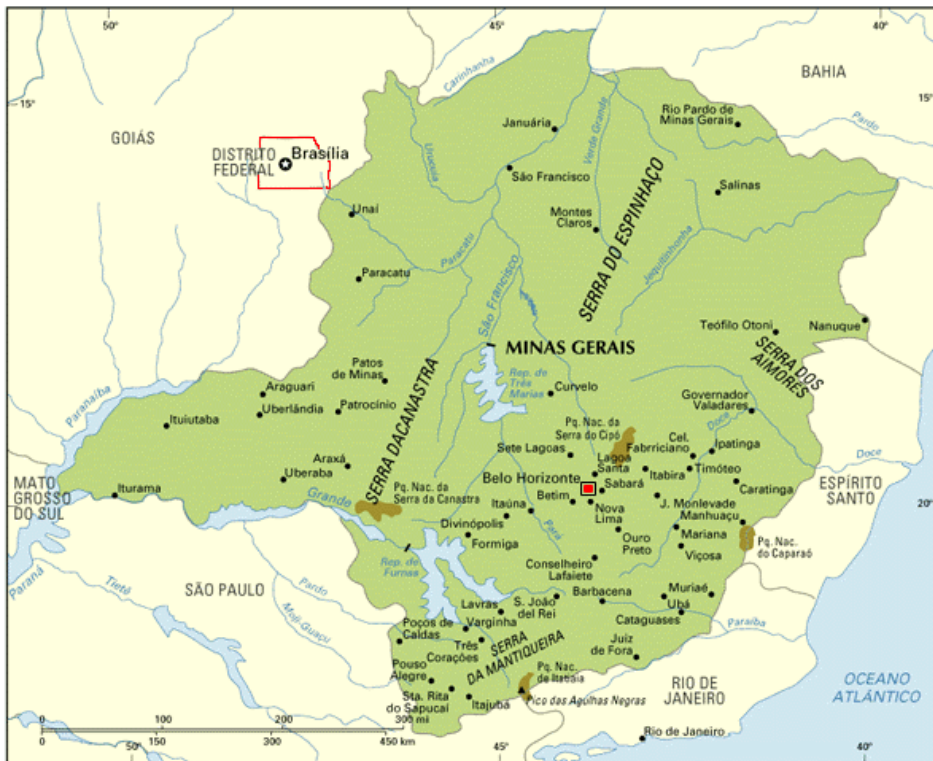 50°
45°
40°
15°
15°
BAHIA
GOIÁS
Carinhanha
Januária
Rio Pardo de
Minas Gerais
Pardo
Verde Grande
DISTRITO
FEDERAL
Brasília
Urucuia
São Francisco
Salinas
Unaí
Montes
Claros
SERRA DO ESPINHAÇO
Jequitinhonha
Paracatu
Paracatu
São Francisco
Teófilo Otoni
Nanuque
MINAS GERAIS
SERRA DOS
AIMORÉS
Rep. de
Três
Marias
Patos
de Minas
Paranaíba
Araguari
Uberlândia
Patrocínio
Ituiutaba
SERRA DACANASTRA
Curvelo
Governador
Valadares
Pq. Nac. da
Serra do Cipó
Doce
Sete Lagoas
Lagoa
Santa
Cel.
Fabrriciano
Ipatinga
Doce
Araxá
Uberaba
Belo Horizonte
Itabira
Timóteo
MATO
GROSSO
DO SUL
Iturama
Pq. Nac. da
Serra da Canastra
Betim
Sabará
Caratinga
ESPÍRITO
SANTO
Grande
Itaúna
Nova
Lima
J. Monlevade
Manhuaçu
20°
Divinópolis
Pará
Formiga
Ouro
Preto
Mariana
Viçosa
Pq. Nac.
do Caparaó
Rep. de
Furnas
Conselheiro
Lafaiete
Paraná
SÃO PAULO
Tietê
Pardo
Moji-Guaçu
Lavras
S. João
del Rei
Barbacena
Muriaé
Ubá
Cataguases
Poços de
Caldas
Varginha
Três
Corações
SERRA
DA MANTIQUEIRA
Juiz
de Fora
Paraíba
Pouso
Alegre
Pq. Nac.
de Itatiaia
Sta. Rita
do Sapucaí
Itajubá
Pico das Agulhas Negras
RIO DE
JANEIRO
OCEANO
ATLÂNTICO
Rio de Janeiro
0 100 200 300 mi
0 150 300 450 km
50°
45°
40°